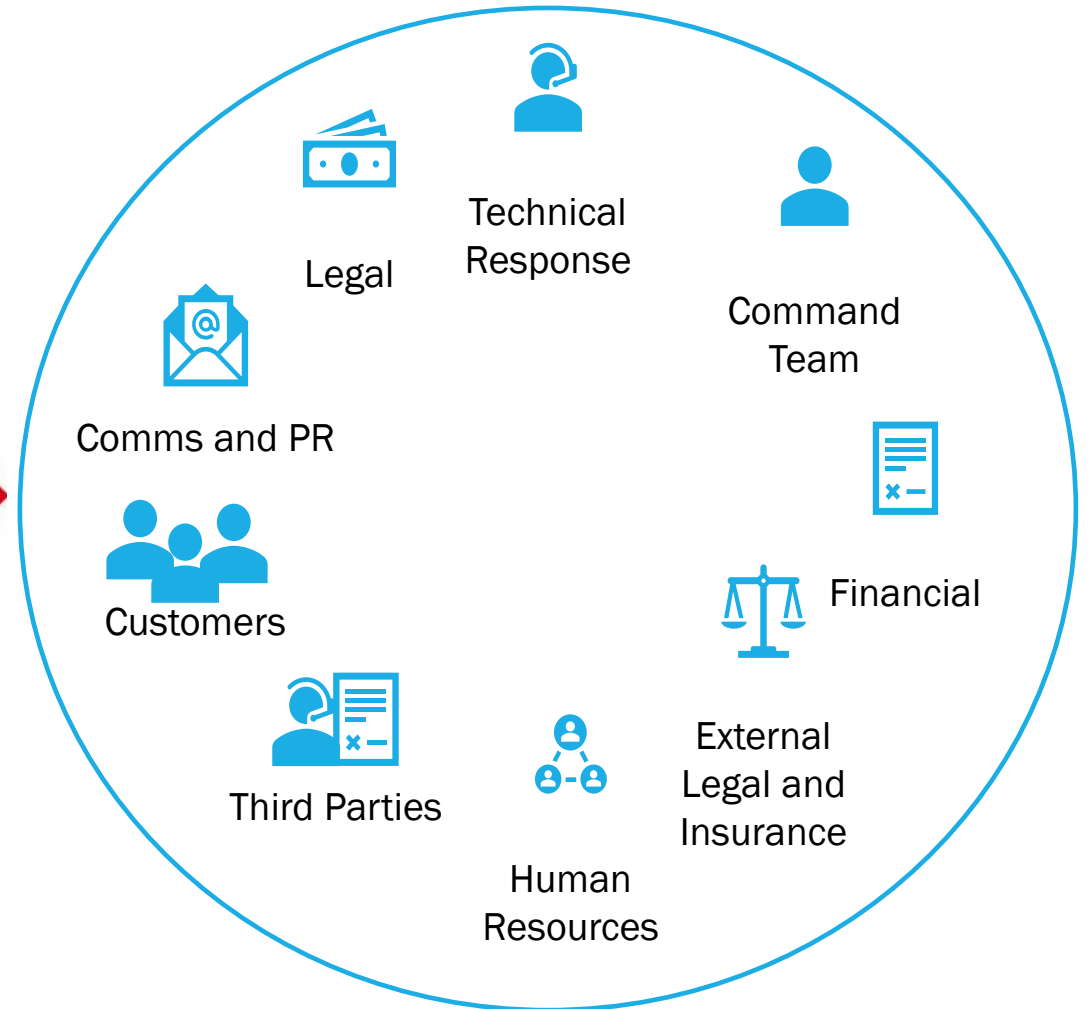 Technical
Response
Legal
Command
Team
@
Comms and PR
Financial
Customers
External
Legal and
Insurance
Third Parties
Human
Resources